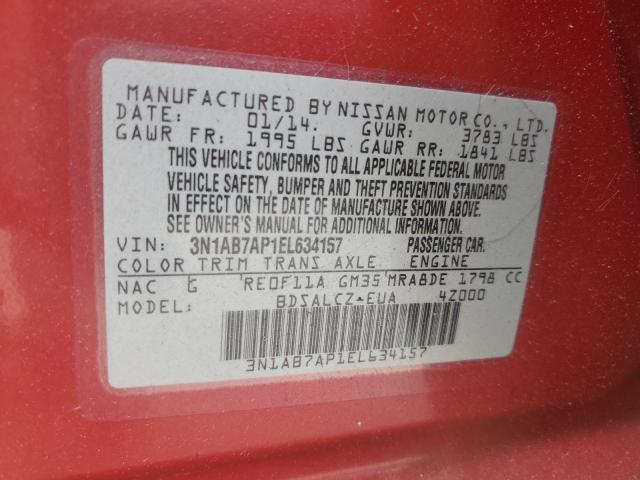 MANUFACTURED BY NISSAN MOTOR CO., LTD.
DATE: 01/14. GVWR: 3783 LBS
GAWR FR: 1995 LBS GAWR RR: 1841 LBS
THIS VEHICLE CONFORMS TO ALL APPLICABLE FEDERAL MOTOR
VEHICLE SAFETY, BUMPER AND THEFT PREVENTION STANDARDS
IN EFFECT ON THE DATE OF MANUFACTURE SHOWN ABOVE.
SEE OWNER'S MANUAL FOR ADDITIONAL INFORMATION.
VIN: 3N1AB7AP1EL634157 PASSENGER CAR.
COLOR TRIM TRANS AXLE ENGINE
NAC G RE0F11A GM35 MRA8DE 1798 CC
MODEL: BDSALCZ-EUA 4Z000
3N1AB7AP1EL634157